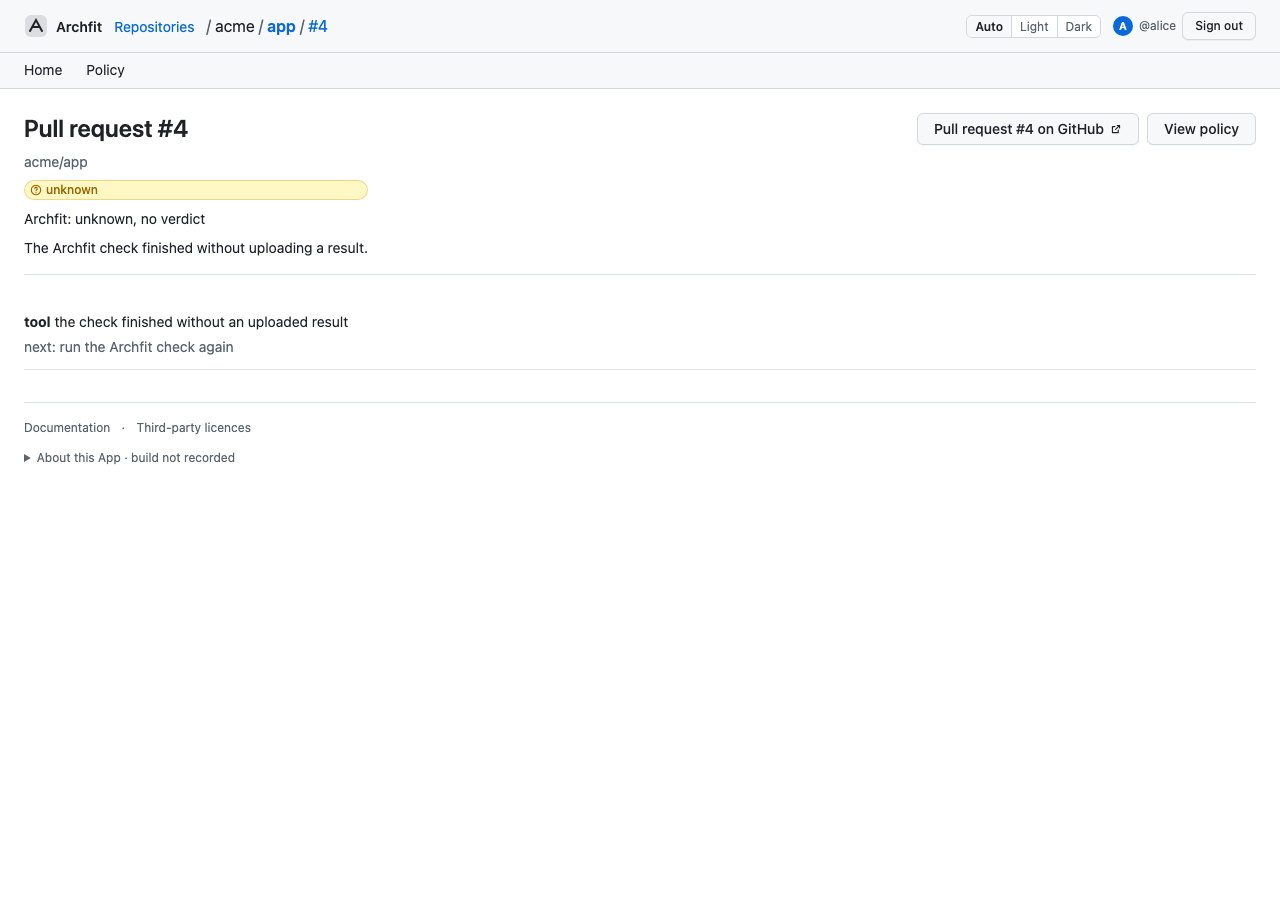 Archfit Repositories / acme / app / #4 Auto Light Dark A @alice Sign out
Home Policy
Pull request #4 Pull request #4 on GitHub View policy
acme/app
unknown
Archfit: unknown, no verdict
The Archfit check finished without uploading a result.
tool the check finished without an uploaded result
next: run the Archfit check again
Documentation · Third-party licences
About this App · build not recorded